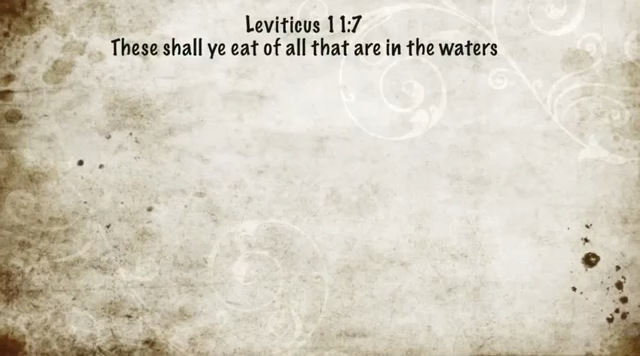 Leviticus 11:7
These shall ye eat of all that are in the waters